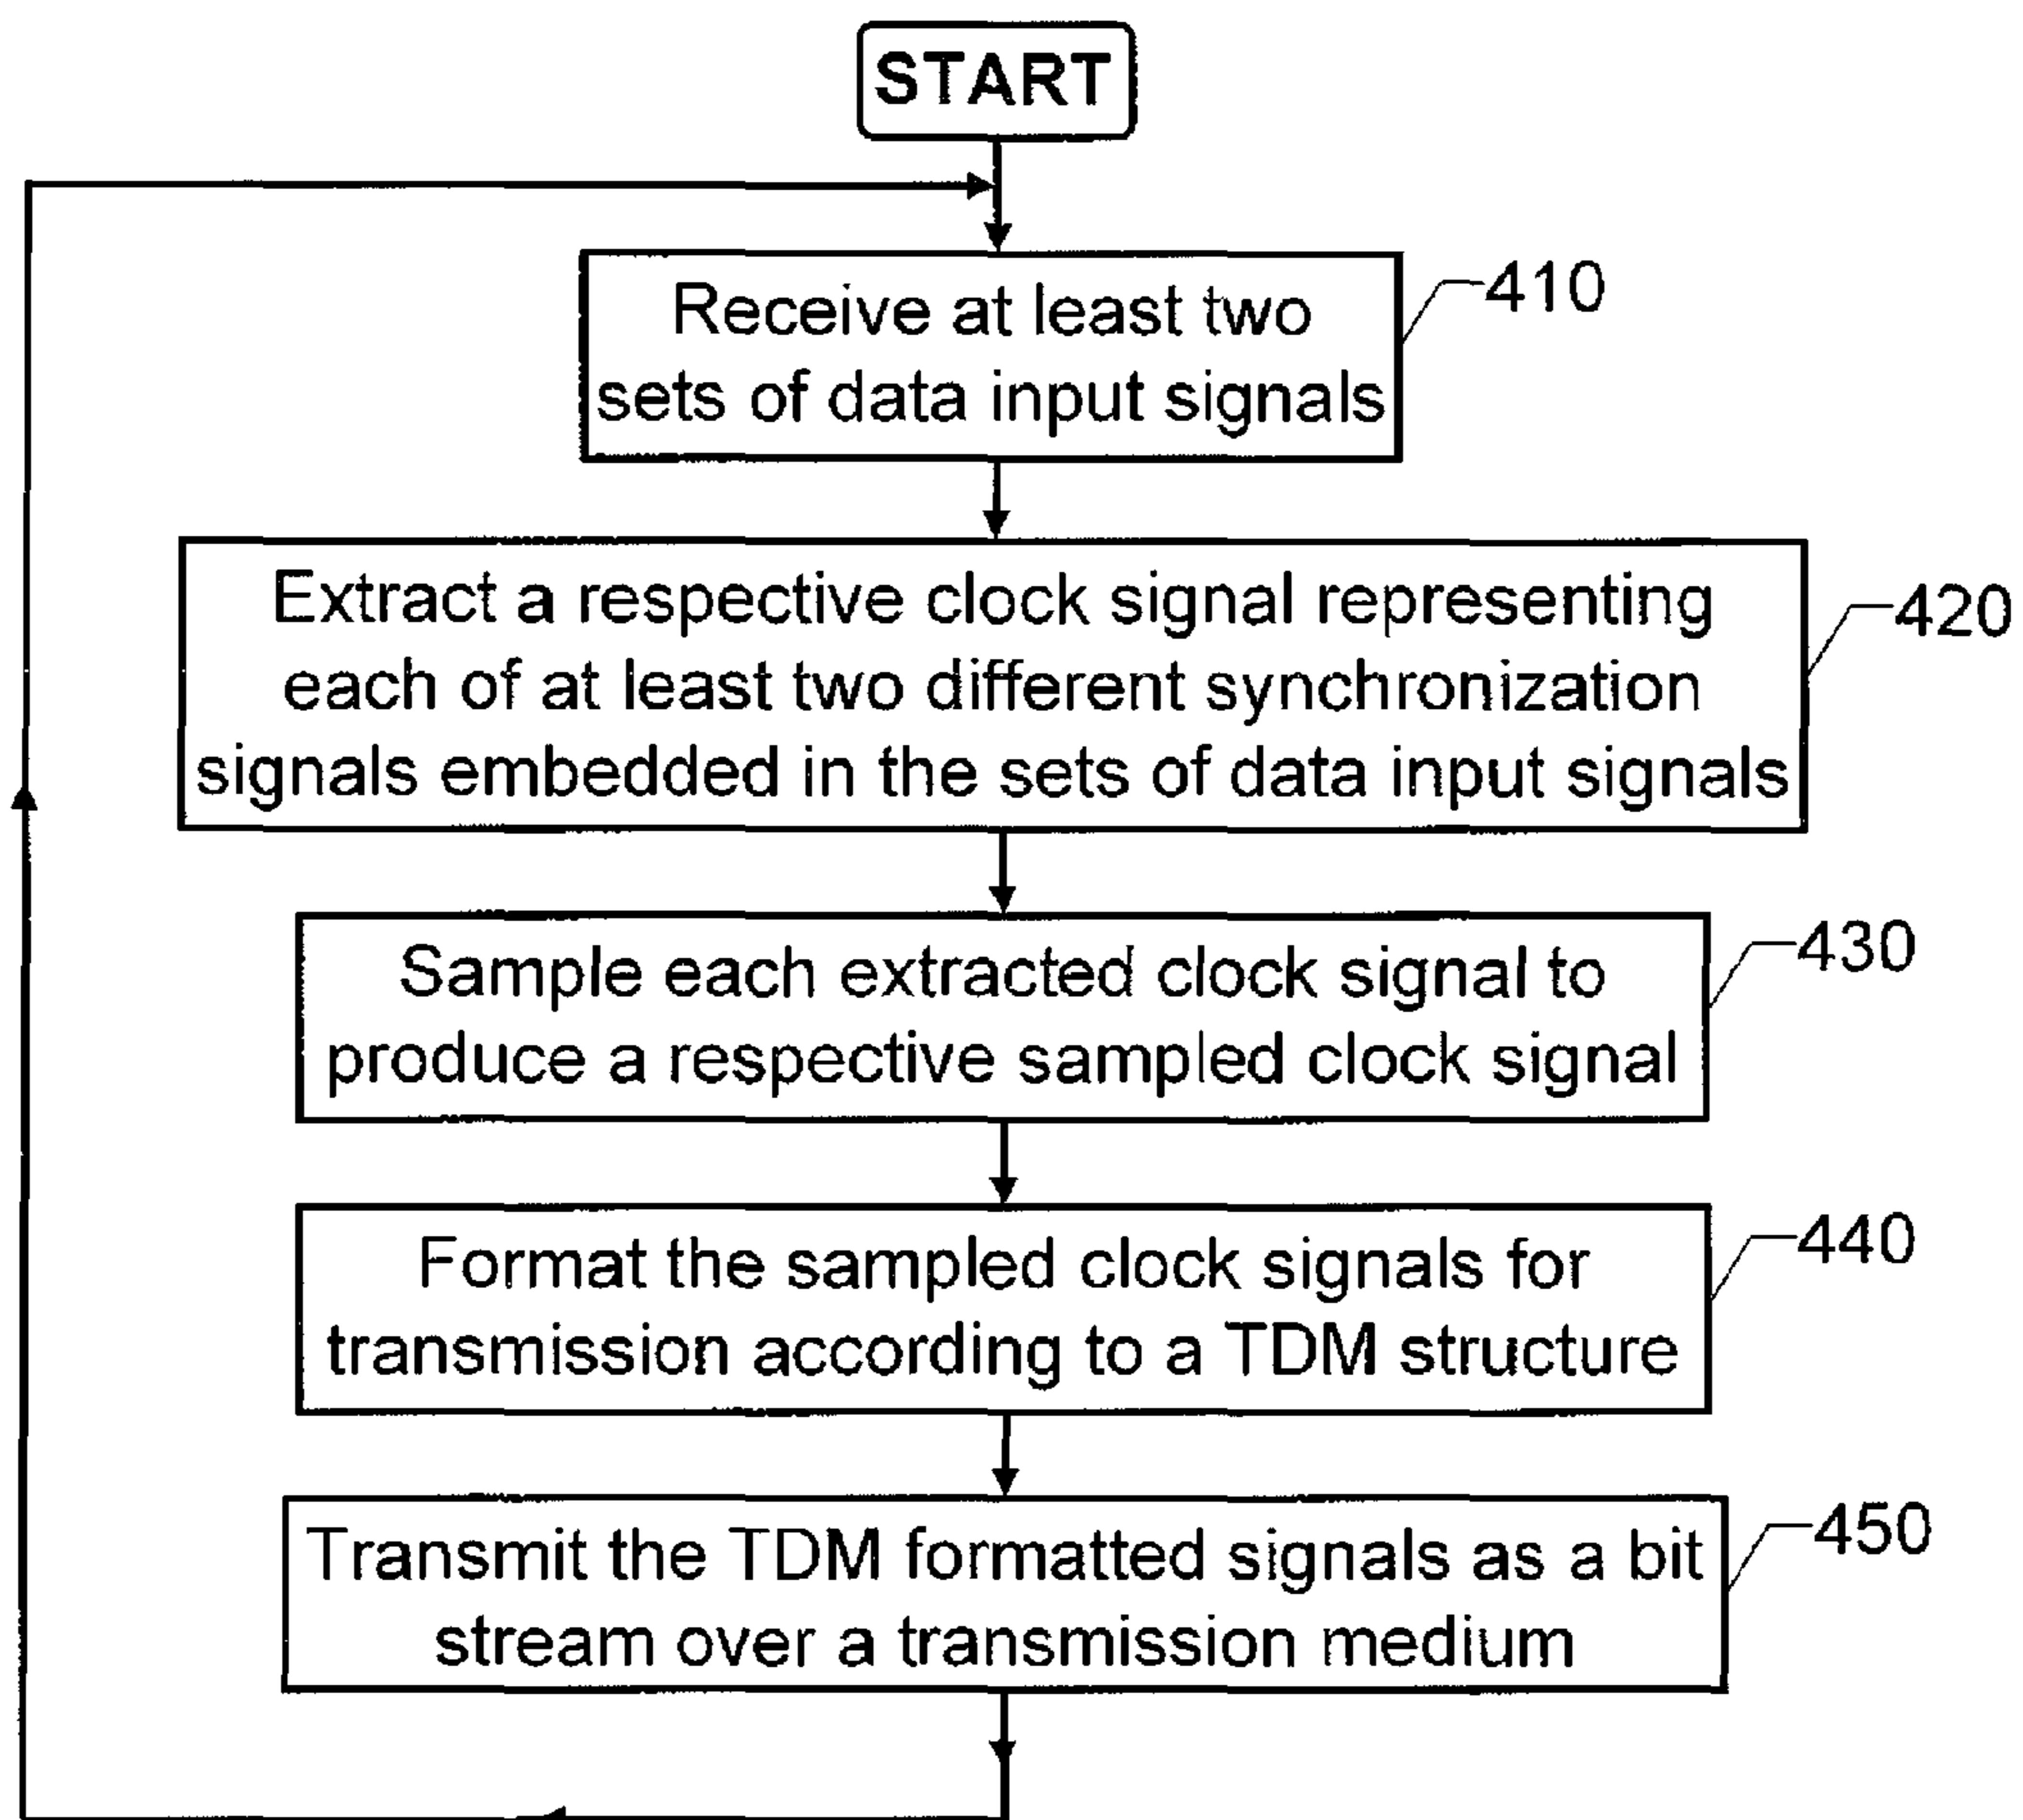 START
Receive at least two
sets of data input signals
410
Extract a respective clock signal representing
each of at least two different synchronization
signals embedded in the sets of data input signals
420
Sample each extracted clock signal to
produce a respective sampled clock signal
430
Format the sampled clock signals for
transmission according to a TDM structure
440
Transmit the TDM formatted signals as a bit
stream over a transmission medium
450